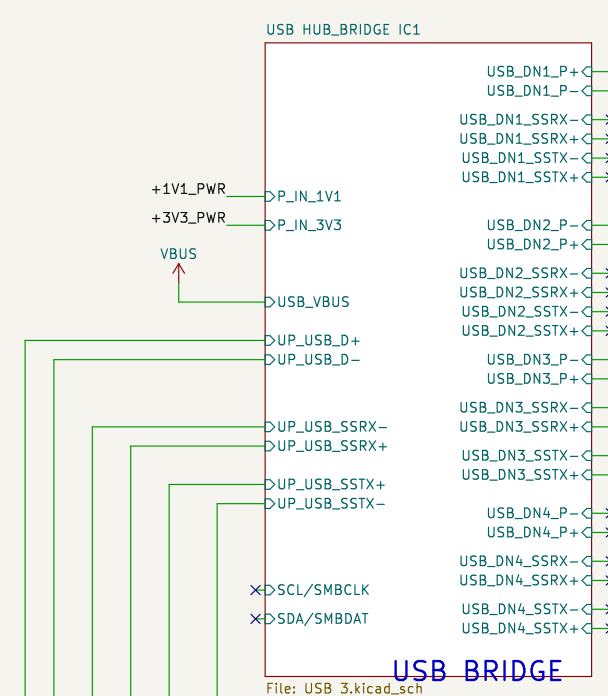 USB HUB_BRIDGE IC1
USB_DN1_P+
USB_DN1_P-
USB_DN1_SSRX-
USB_DN1_SSRX+
USB_DN1_SSTX-
USB_DN1_SSTX+
+1V1_PWR
P_IN_1V1
+3V3_PWR
P_IN_3V3
USB_DN2_P-
USB_DN2_P+
VBUS
USB_DN2_SSRX-
USB_DN2_SSRX+
USB_VBUS
USB_DN2_SSTX-
USB_DN2_SSTX+
UP_USB_D+
UP_USB_D-
USB_DN3_P-
USB_DN3_P+
USB_DN3_SSRX-
UP_USB_SSRX-
USB_DN3_SSRX+
UP_USB_SSRX+
USB_DN3_SSTX-
USB_DN3_SSTX+
UP_USB_SSTX+
UP_USB_SSTX-
USB_DN4_P-
USB_DN4_P+
USB_DN4_SSRX-
USB_DN4_SSRX+
SCL/SMBCLK
USB_DN4_SSTX-
SDA/SMBDAT
USB_DN4_SSTX+
USB BRIDGE
File: USB 3.kicad_sch